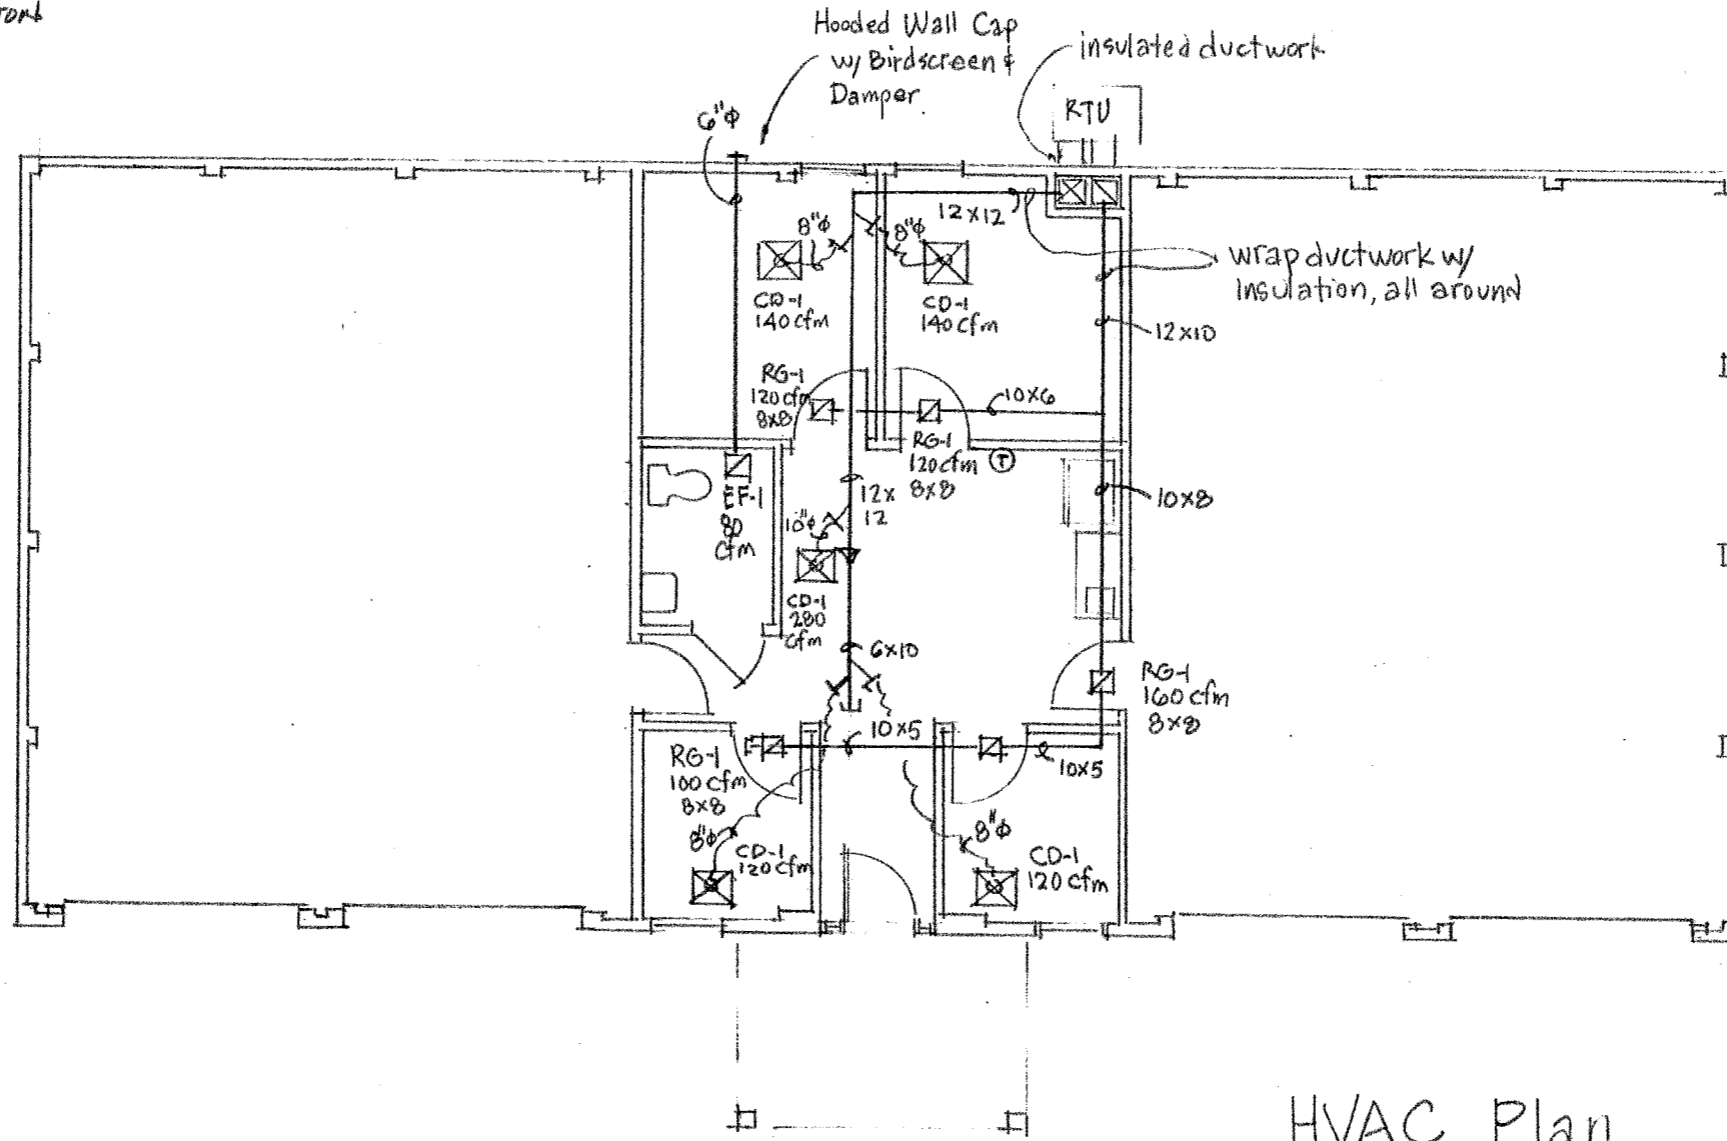 Hooded Wall Cap
w/ Birdscreen &
Damper.
insulated ductwork
RTU
6"φ
12x12
8"φ
8"φ
wrap ductwork w/
Insulation, all around
CD-1
140 cfm
CD-1
140 cfm
12x10
RG-1
120 cfm
8x8
10x6
RG-1
120 cfm
8x8
T
EF-1
80
cfm
12x
12
10x8
10"φ
CD-1
280
cfm
6x10
RG-1
160 cfm
8x8
10x5
10x5
RG-1
100 cfm
8x8
8"φ
CD-1
120 cfm
8"φ
CD-1
120 cfm
HVAC Plan